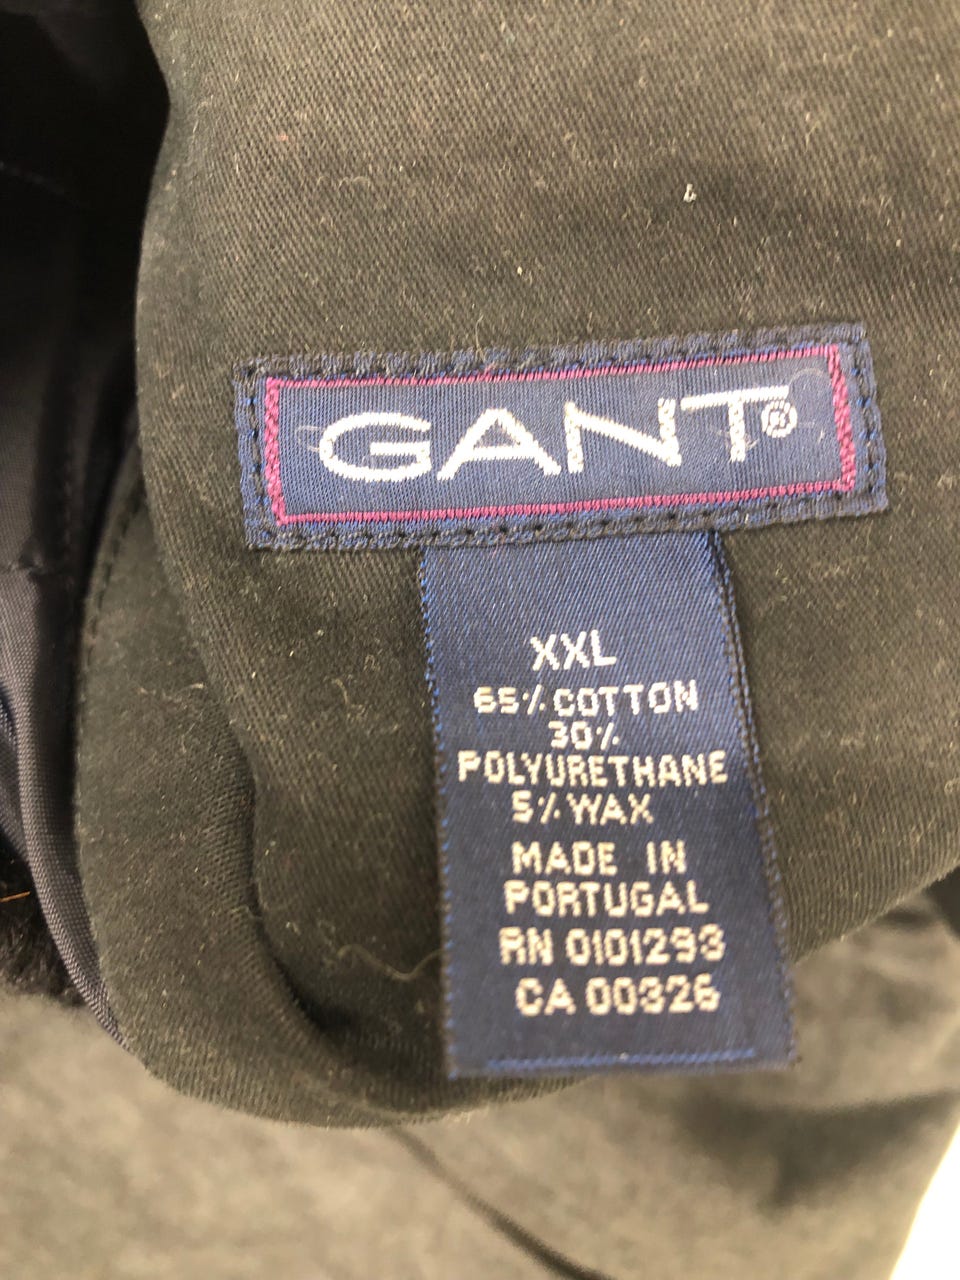 GANT®
XXL
65% COTTON
30%
POLYURETHANE
5% WAX
MADE IN
PORTUGAL
RN 0101293
CA 00326